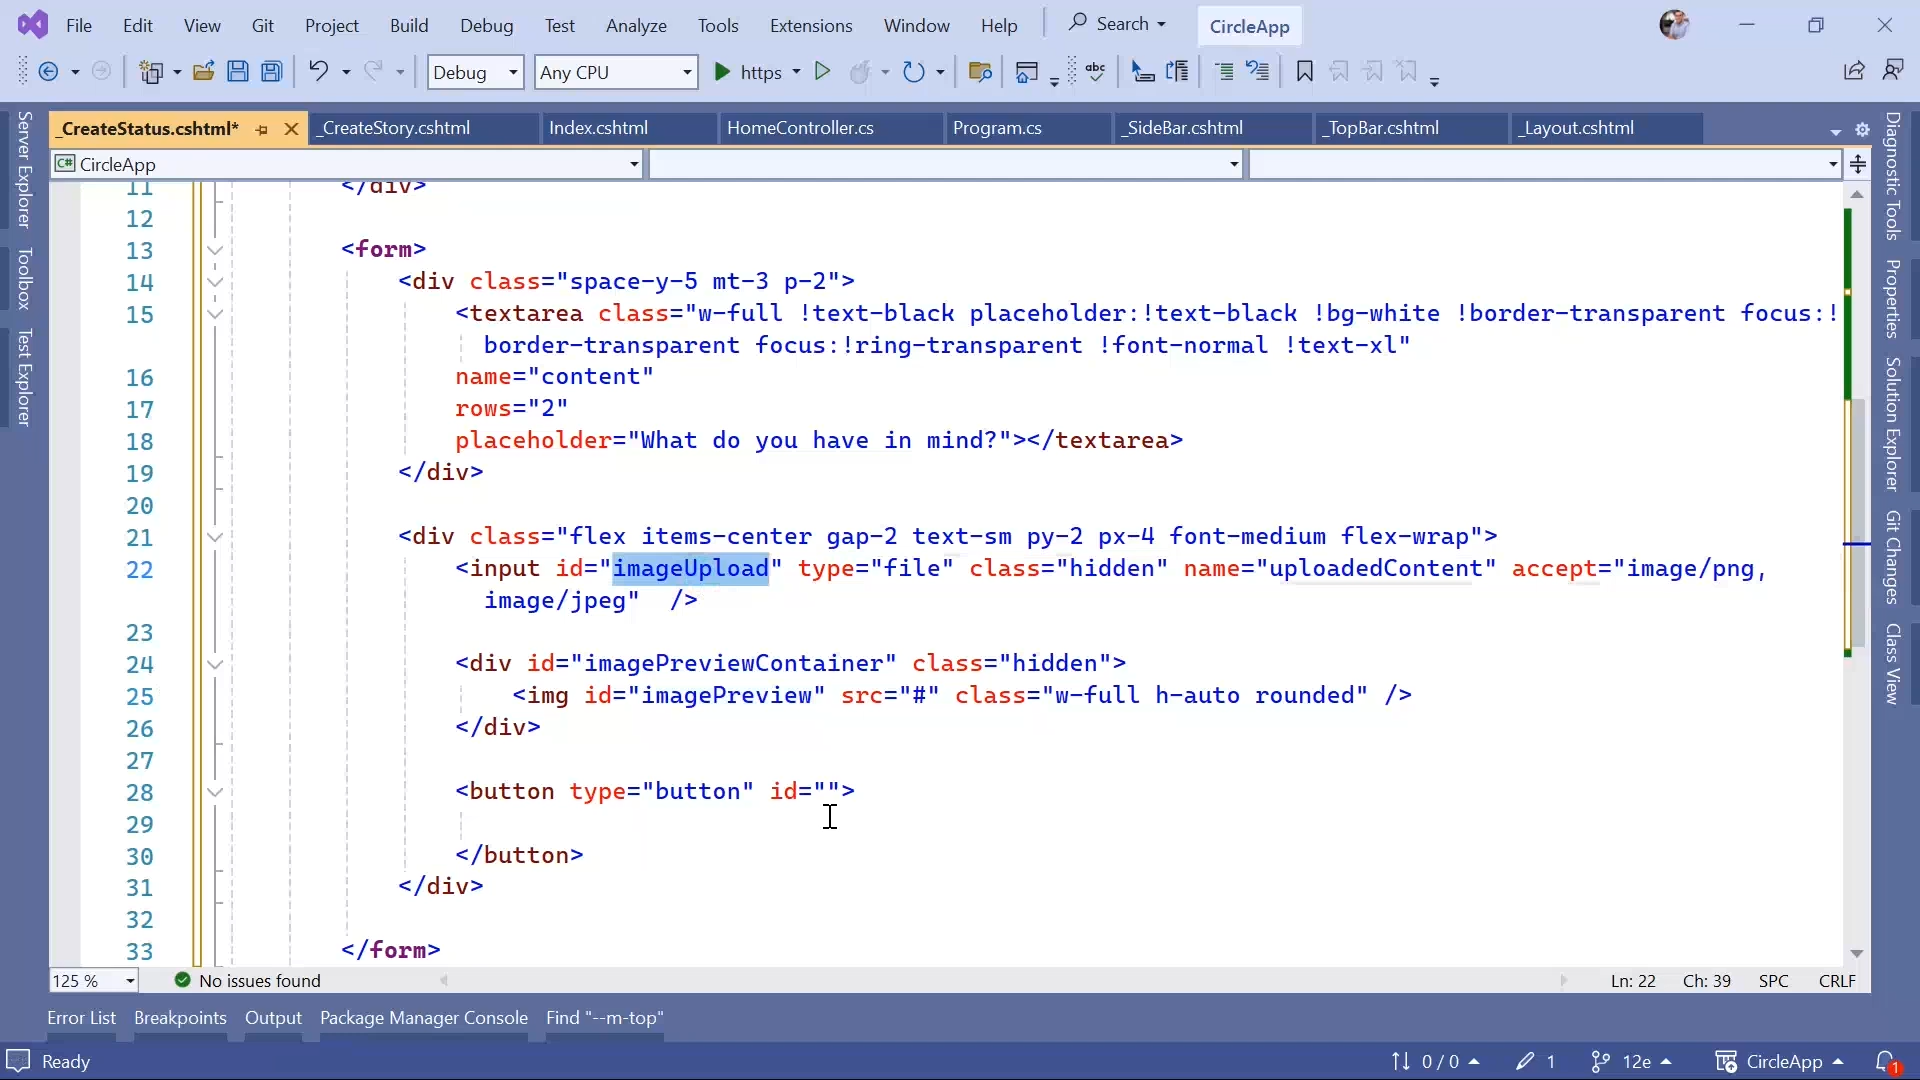 File Edit View Git Project Build Debug Test Analyze Tools Extensions Window Help Search CircleApp
Debug Any CPU https abc
_CreateStatus.cshtml* _CreateStory.cshtml Index.cshtml HomeController.cs Program.cs _SideBar.cshtml _TopBar.cshtml _Layout.cshtml
C# CircleApp
Server Explorer
Toolbox
Test Explorer
11 </div>
12
13 <form>
14 <div class="space-y-5 mt-3 p-2">
15 <textarea class="w-full !text-black placeholder:!text-black !bg-white !border-transparent focus:!
border-transparent focus:!ring-transparent !font-normal !text-xl"
16 name="content"
17 rows="2"
18 placeholder="What do you have in mind?"></textarea>
19 </div>
20
21 <div class="flex items-center gap-2 text-sm py-2 px-4 font-medium flex-wrap">
22 <input id="imageUpload" type="file" class="hidden" name="uploadedContent" accept="image/png,
image/jpeg"  />
23
24 <div id="imagePreviewContainer" class="hidden">
25 <img id="imagePreview" src="#" class="w-full h-auto rounded" />
26 </div>
27
28 <button type="button" id="">
29
30 </button>
31 </div>
32
33 </form>
Diagnostic Tools
Properties
Solution Explorer
Git Changes
Class View
125 % No issues found Ln: 22 Ch: 39 SPC CRLF
Error List Breakpoints Output Package Manager Console Find "--m-top"
Ready 0 / 0 1 12e CircleApp 1